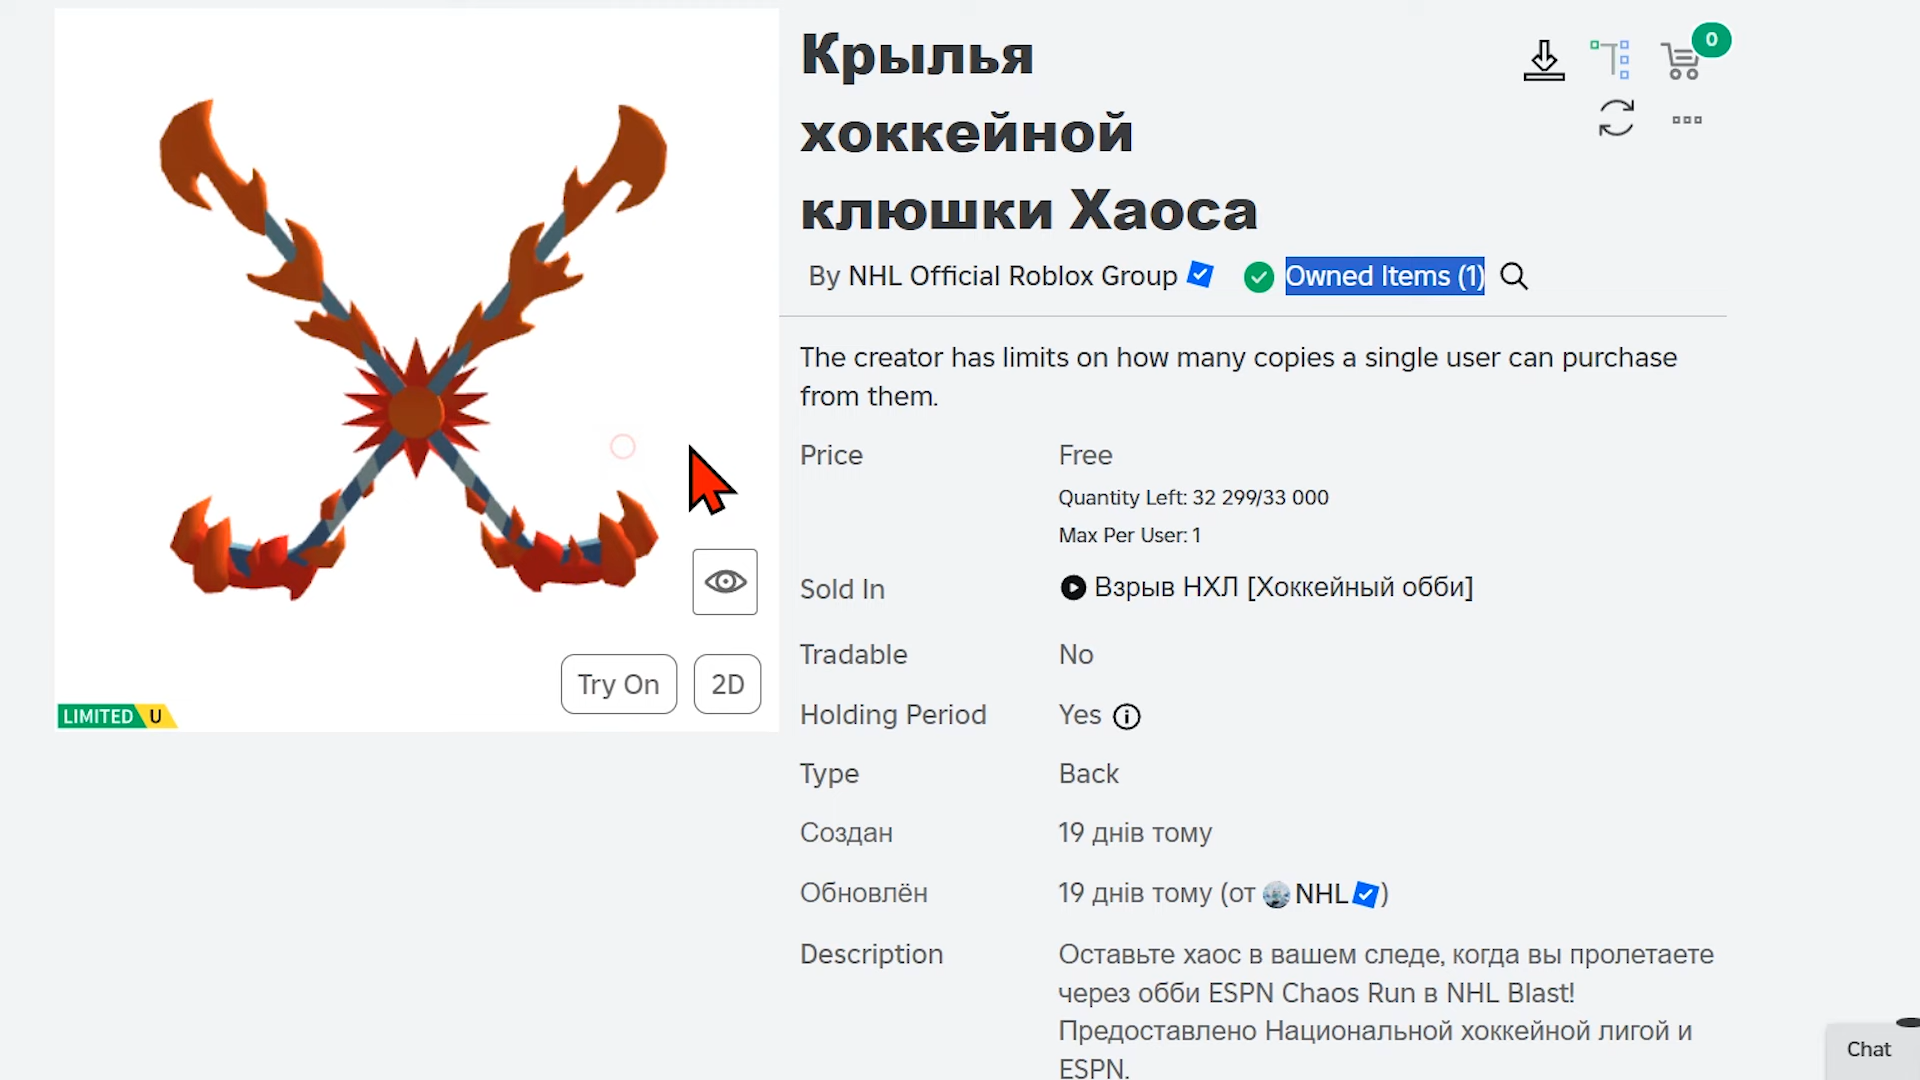 Крылья
хоккейной
клюшки Хаоса
0
By NHL Official Roblox Group
Owned Items (1)
The creator has limits on how many copies a single user can purchase
from them.
Price
Free
Quantity Left: 32 299/33 000
Max Per User: 1
Sold In
Взрыв НХЛ [Хоккейный обби]
Try On
2D
Tradable
No
LIMITED U
Holding Period
Yes
Type
Back
Создан
19 днів тому
Обновлён
19 днів тому (от NHL)
Description
Оставьте хаос в вашем следе, когда вы пролетаете
через обби ESPN Chaos Run в NHL Blast!
Предоставлено Национальной хоккейной лигой и
ESPN.
Chat